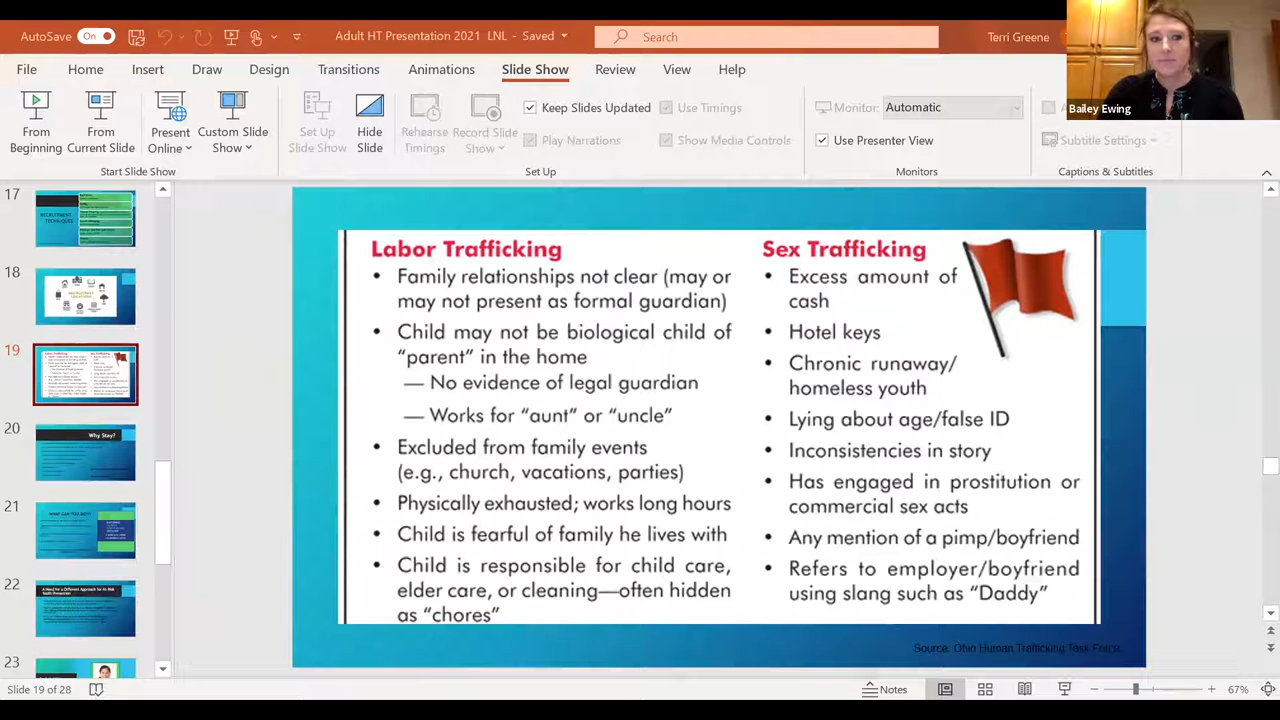 AutoSave On Adult HT Presentation 2021 LNL - Saved Search Terri Greene
File Home Insert Draw Design Transitions Animations Slide Show Review View Help
Bailey Ewing
From Beginning
From Current Slide
Present Online
Custom Slide Show
Start Slide Show
Set Up Slide Show
Hide Slide
Rehearse Timings
Record Slide Show
Keep Slides Updated
Play Narrations
Use Timings
Show Media Controls
Set Up
Monitor: Automatic
Use Presenter View
Monitors
Subtitle Settings
Captions & Subtitles
17
RECRUITMENT
TECHNIQUES
18
19
20
Why Stay?
21
22
23
Labor Trafficking
• Family relationships not clear (may or
may not present as formal guardian)
• Child may not be biological child of
“parent” in the home
— No evidence of legal guardian
— Works for “aunt” or “uncle”
• Excluded from family events
(e.g., church, vacations, parties)
• Physically exhausted; works long hours
• Child is fearful of family he lives with
• Child is responsible for child care,
elder care, or cleaning—often hidden
as “chores”
Sex Trafficking
• Excess amount of
cash
• Hotel keys
• Chronic runaway/
homeless youth
• Lying about age/false ID
• Inconsistencies in story
• Has engaged in prostitution or
commercial sex acts
• Any mention of a pimp/boyfriend
• Refers to employer/boyfriend
using slang such as “Daddy”
Source: Ohio Human Trafficking Task Force
Slide 19 of 28
Notes
67%